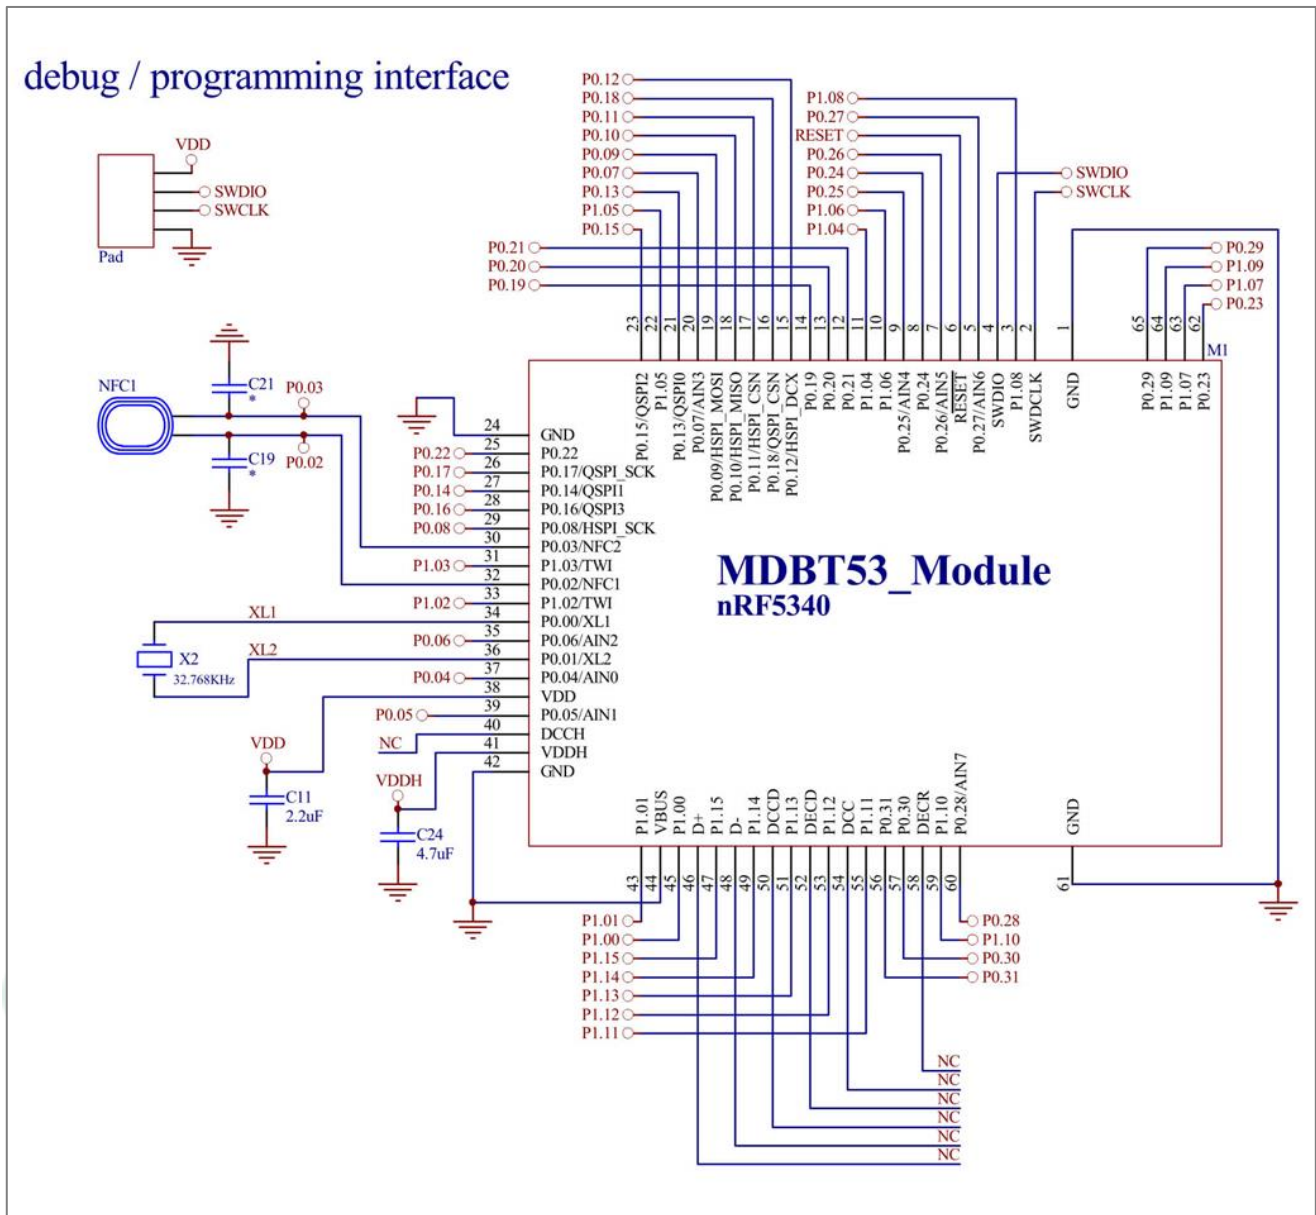 debug / programming interface
VDD
SWDIO
SWCLK
Pad
P0.12
P0.18
P0.11
P0.10
P0.09
P0.07
P0.13
P1.05
P0.15
P0.21
P0.20
P0.19
P1.08
P0.27
RESET
P0.26
P0.24
P0.25
P1.06
P1.04
SWDIO
SWCLK
P0.29
P1.09
P1.07
P0.23
23
22
21
20
19
18
17
16
15
14
13
12
11
10
9
8
7
6
5
4
3
2
1
65
64
63
62
M1
P0.15/QSPI2
P1.05
P0.13/QSPI0
P0.07/AIN3
P0.09/HSPI_MOSI
P0.10/HSPI_MISO
P0.11/HSPI_CSN
P0.18/QSPI_CSN
P0.12/HSPI_DCX
P0.19
P0.20
P0.21
P1.04
P1.06
P0.25/AIN4
P0.24
P0.26/AIN5
RESET
P0.27/AIN6
SWDIO
P1.08
SWDCLK
GND
P0.29
P1.09
P1.07
P0.23
NFC1
C21
*
P0.03
C19
*
P0.02
24 GND
P0.22 25 P0.22
P0.17 26 P0.17/QSPI_SCK
P0.14 27 P0.14/QSPI1
P0.16 28 P0.16/QSPI3
P0.08 29 P0.08/HSPI_SCK
30 P0.03/NFC2
P1.03 31 P1.03/TWI
32 P0.02/NFC1
P1.02 33 P1.02/TWI
XL1 34 P0.00/XL1
P0.06 35 P0.06/AIN2
XL2 36 P0.01/XL2
P0.04 37 P0.04/AIN0
38 VDD
P0.05 39 P0.05/AIN1
NC 40 DCCH
41 VDDH
42 GND
X2
32.768KHz
VDD
C11
2.2uF
VDDH
C24
4.7uF
MDBT53_Module
nRF5340
P1.01
VBUS
P1.00
D+
P1.15
D-
P1.14
DCCD
P1.13
DECD
P1.12
DCC
P1.11
P0.31
P0.30
DECR
P1.10
P0.28/AIN7
GND
43
44
45
46
47
48
49
50
51
52
53
54
55
56
57
58
59
60
61
P1.01
P1.00
P1.15
P1.14
P1.13
P1.12
P1.11
P0.28
P1.10
P0.30
P0.31
NC
NC
NC
NC
NC
NC